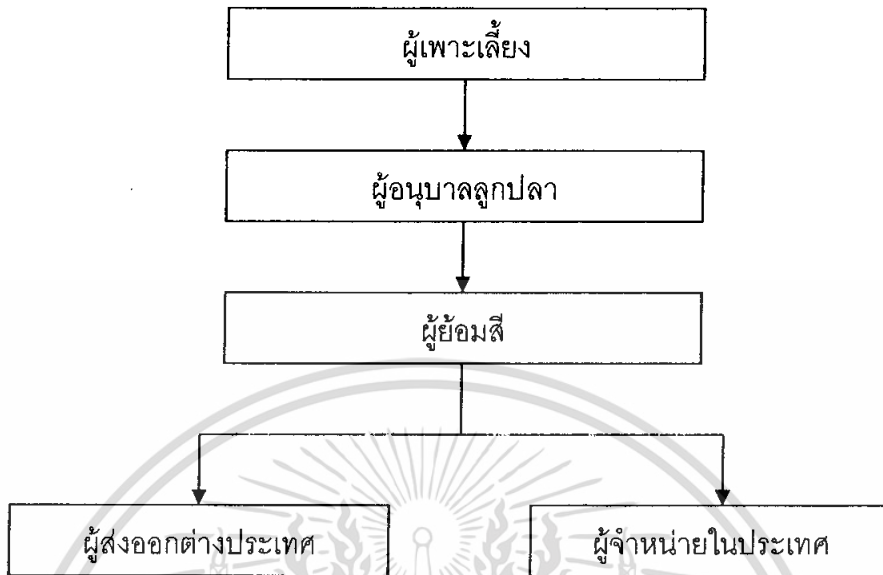 ผู้เพาะเลี้ยง
ผู้อนุบาลลูกปลา
ผู้ย้อมสี
ผู้ส่งออกต่างประเทศ
ผู้จำหน่ายในประเทศ